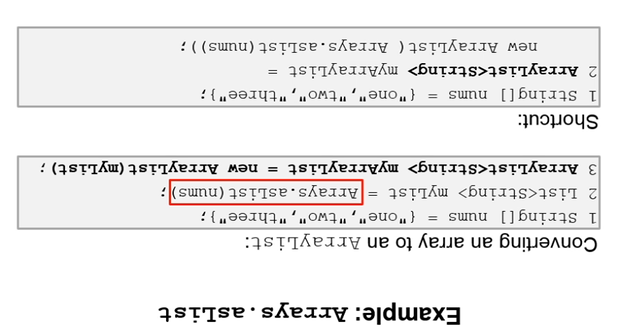 Example: Arrays.asList
Converting an array to an ArrayList:
1 String[] nums = {"one","two","three"};
2 List<String> myList = Arrays.asList(nums);
3 ArrayList<String> myArrayList = new ArrayList(myList);
Shortcut:
1 String[] nums = {"one","two","three"};
2 ArrayList<String> myArrayList =
new ArrayList( Arrays.asList(nums));